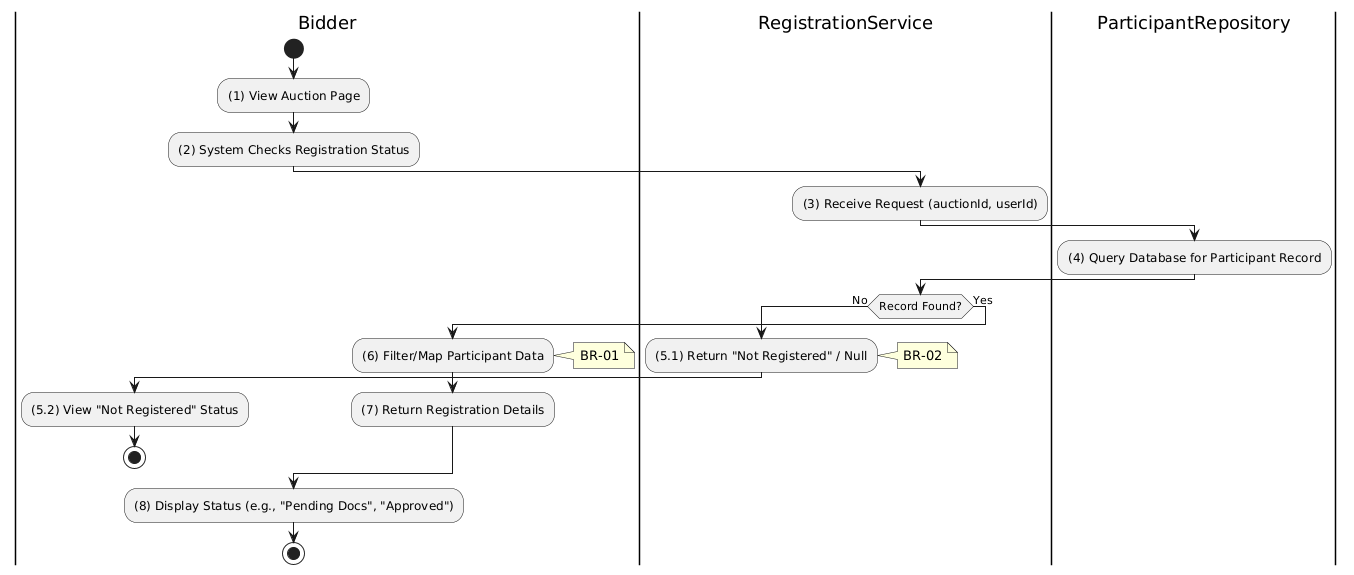 Bidder
RegistrationService
ParticipantRepository
(1) View Auction Page
(2) System Checks Registration Status
(3) Receive Request (auctionId, userId)
(4) Query Database for Participant Record
No
Record Found?
Yes
(6) Filter/Map Participant Data
BR-01
(5.1) Return "Not Registered" / Null
BR-02
(5.2) View "Not Registered" Status
(7) Return Registration Details
(8) Display Status (e.g., "Pending Docs", "Approved")